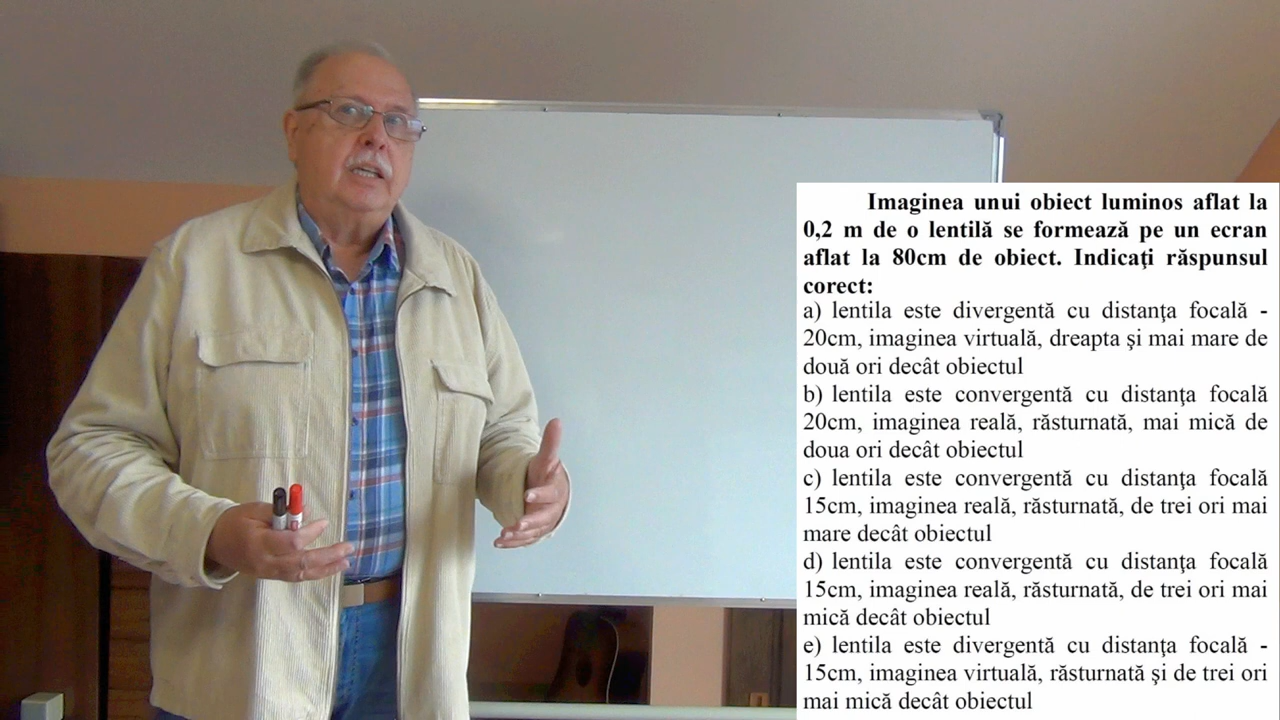 Imaginea unui obiect luminos aflat la
0,2 m de o lentilă se formează pe un ecran
aflat la 80cm de obiect. Indicaţi răspunsul
corect:
a) lentila este divergentă cu distanţa focală -
20cm, imaginea virtuală, dreapta şi mai mare de
două ori decât obiectul
b) lentila este convergentă cu distanţa focală
20cm, imaginea reală, răsturnată, mai mică de
doua ori decât obiectul
c) lentila este convergentă cu distanţa focală
15cm, imaginea reală, răsturnată, de trei ori mai
mare decât obiectul
d) lentila este convergentă cu distanţa focală
15cm, imaginea reală, răsturnată, de trei ori mai
mică decât obiectul
e) lentila este divergentă cu distanţa focală -
15cm, imaginea virtuală, răsturnată şi de trei ori
mai mică decât obiectul